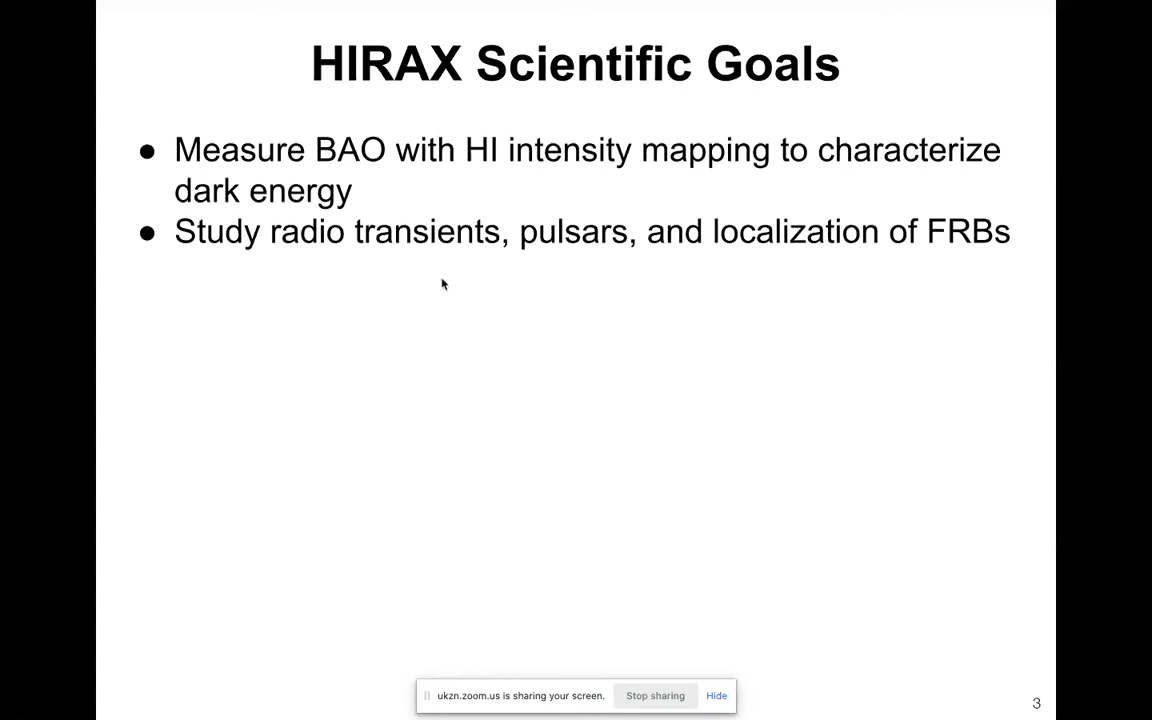 HIRAX Scientific Goals
● Measure BAO with HI intensity mapping to characterize
dark energy
● Study radio transients, pulsars, and localization of FRBs
ukzn.zoom.us is sharing your screen. Stop sharing Hide
3